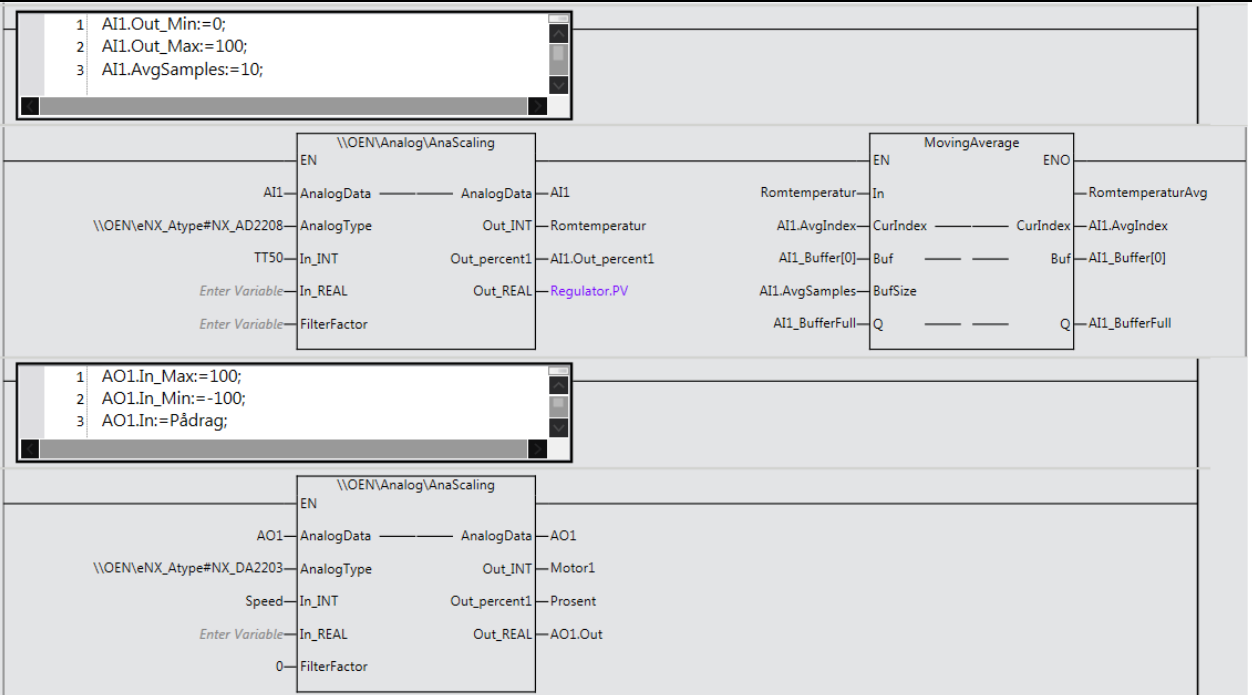 1 AI1.Out_Min:=0;
2 AI1.Out_Max:=100;
3 AI1.AvgSamples:=10;
\\OEN\Analog\AnaScaling
MovingAverage
EN
EN ENO
AI1 AnalogData AnalogData AI1
Romtemperatur In RomtemperaturAvg
\\OEN\eNX_Atype#NX_AD2208 AnalogType Out_INT Romtemperatur
AI1.AvgIndex CurIndex CurIndex AI1.AvgIndex
TT50 In_INT Out_percent1 AI1.Out_percent1
AI1_Buffer[0] Buf Buf AI1_Buffer[0]
Enter Variable In_REAL Out_REAL Regulator.PV
AI1.AvgSamples BufSize
Enter Variable FilterFactor
AI1_BufferFull Q Q AI1_BufferFull
1 AO1.In_Max:=100;
2 AO1.In_Min:=-100;
3 AO1.In:=Pådrag;
\\OEN\Analog\AnaScaling
EN
AO1 AnalogData AnalogData AO1
\\OEN\eNX_Atype#NX_DA2203 AnalogType Out_INT Motor1
Speed In_INT Out_percent1 Prosent
Enter Variable In_REAL Out_REAL AO1.Out
0 FilterFactor